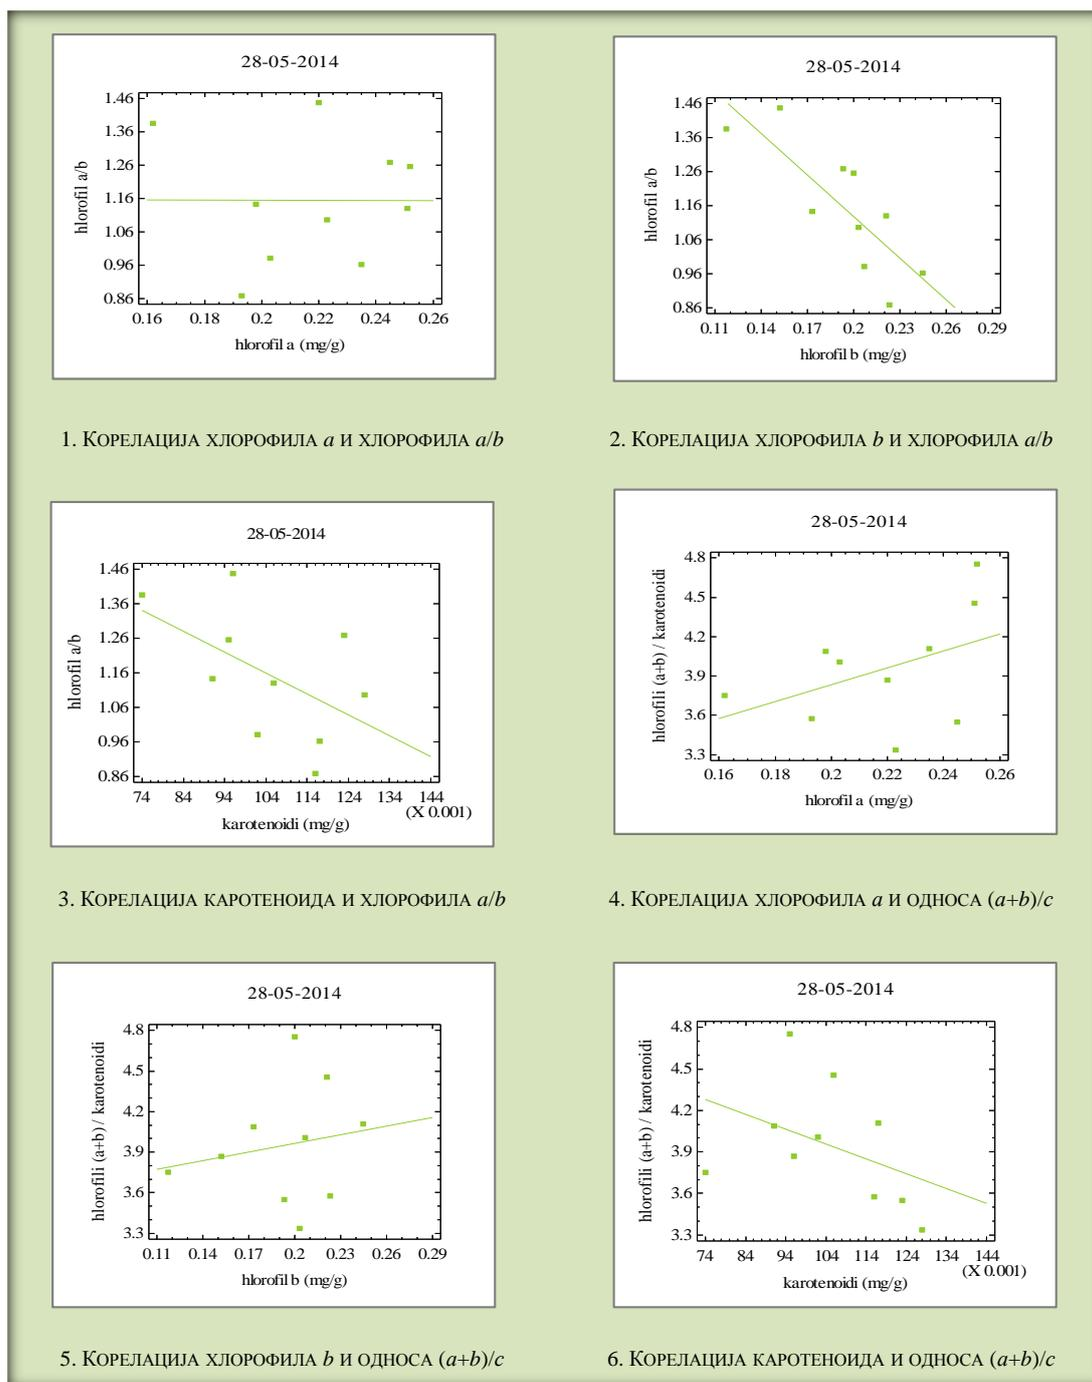 28-05-2014
1.46
1.36
1.26
1.16
1.06
0.96
0.86
hlorofil a/b
0.16 0.18 0.2 0.22 0.24 0.26
hlorofil a (mg/g)
1. КОРЕЛАЦИЈА ХЛОРОФИЛА a И ХЛОРОФИЛА a/b
28-05-2014
1.46
1.36
1.26
1.16
1.06
0.96
0.86
hlorofil a/b
0.11 0.14 0.17 0.2 0.23 0.26 0.29
hlorofil b (mg/g)
2. КОРЕЛАЦИЈА ХЛОРОФИЛА b И ХЛОРОФИЛА a/b
28-05-2014
1.46
1.36
1.26
1.16
1.06
0.96
0.86
hlorofil a/b
74 84 94 104 114 124 134 144
(X 0.001)
karotenoidi (mg/g)
3. КОРЕЛАЦИЈА КАРОТЕНОИДА И ХЛОРОФИЛА a/b
28-05-2014
4.8
4.5
4.2
3.9
3.6
3.3
hlorofili (a+b) / karotenoidi
0.16 0.18 0.2 0.22 0.24 0.26
hlorofil a (mg/g)
4. КОРЕЛАЦИЈА ХЛОРОФИЛА a И ОДНОСА (a+b)/c
28-05-2014
4.8
4.5
4.2
3.9
3.6
3.3
hlorofili (a+b) / karotenoidi
0.11 0.14 0.17 0.2 0.23 0.26 0.29
hlorofil b (mg/g)
5. КОРЕЛАЦИЈА ХЛОРОФИЛА b И ОДНОСА (a+b)/c
28-05-2014
4.8
4.5
4.2
3.9
3.6
3.3
hlorofili (a+b) / karotenoidi
74 84 94 104 114 124 134 144
(X 0.001)
karotenoidi (mg/g)
6. КОРЕЛАЦИЈА КАРОТЕНОИДА И ОДНОСА (a+b)/c